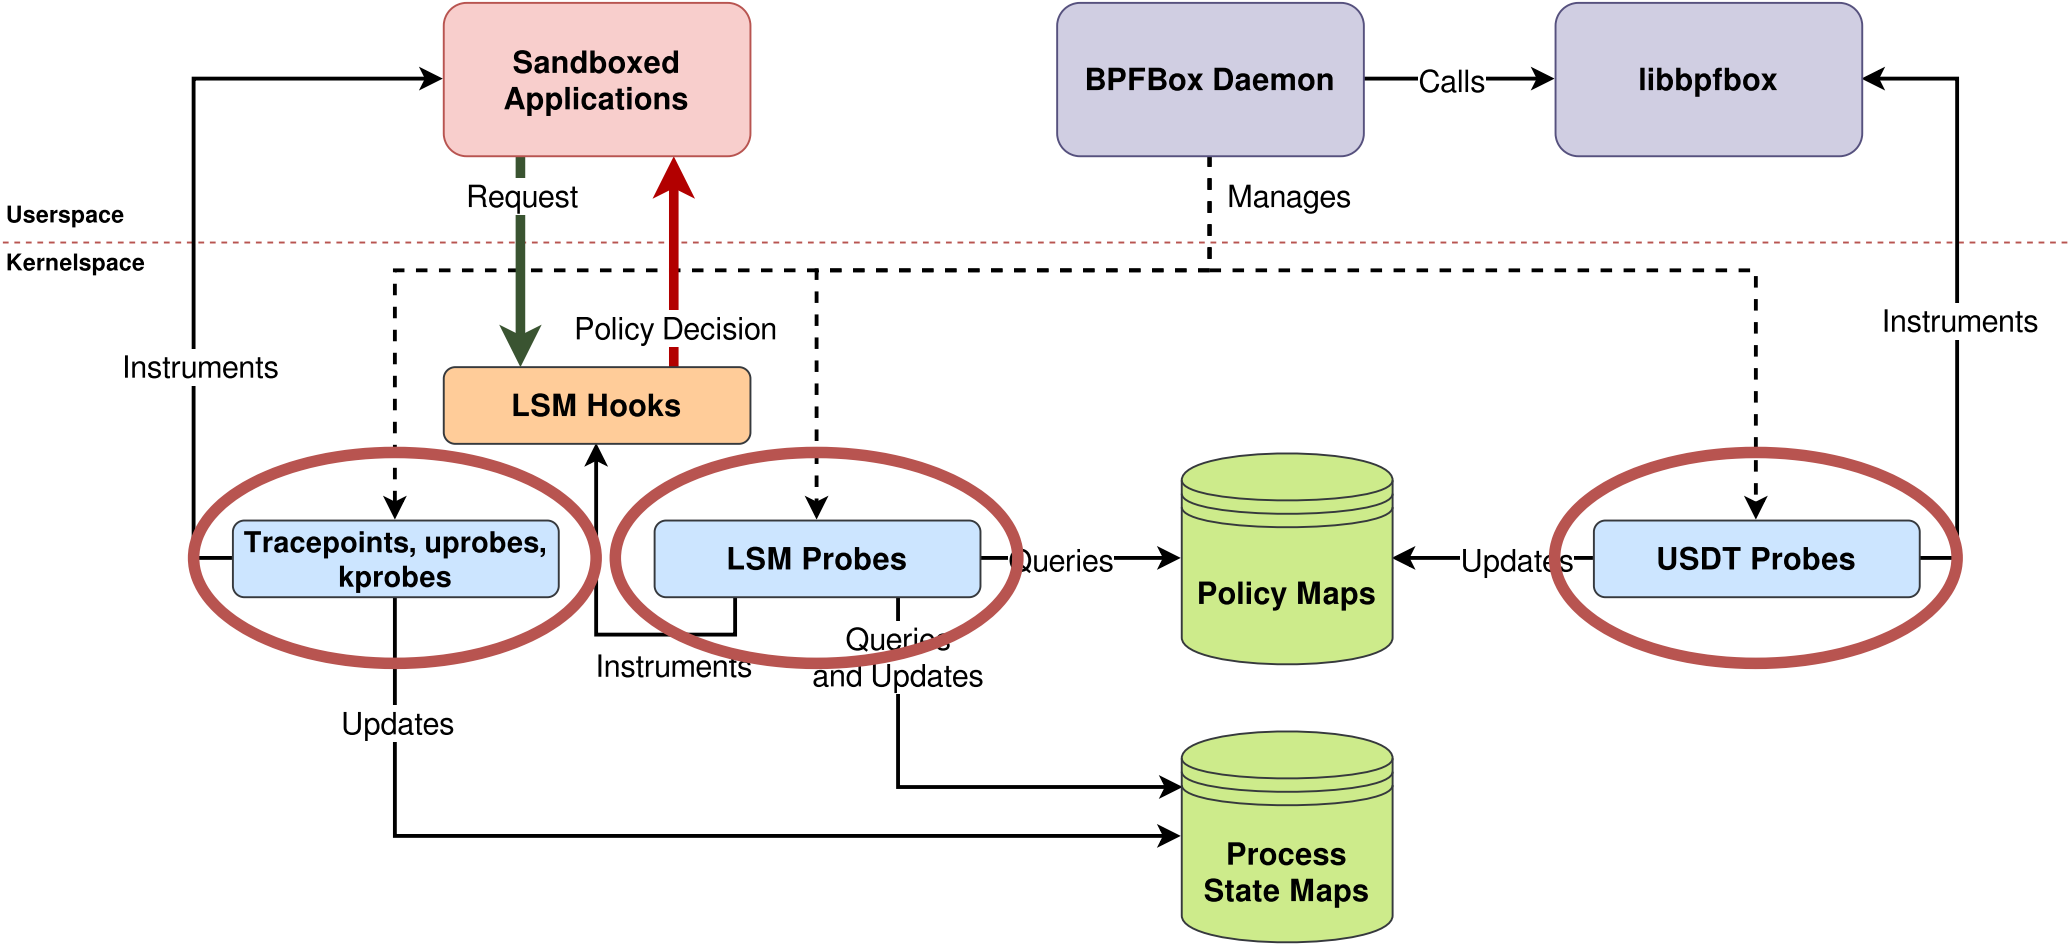 Sandboxed
Applications
BPFBox Daemon
Calls
libbpfbox
Request
Manages
Userspace
Kernelspace
Policy Decision
Instruments
Instruments
LSM Hooks
Tracepoints, uprobes,
kprobes
LSM Probes
Queries
Policy Maps
Updates
USDT Probes
Instruments
Queries
and Updates
Updates
Process
State Maps